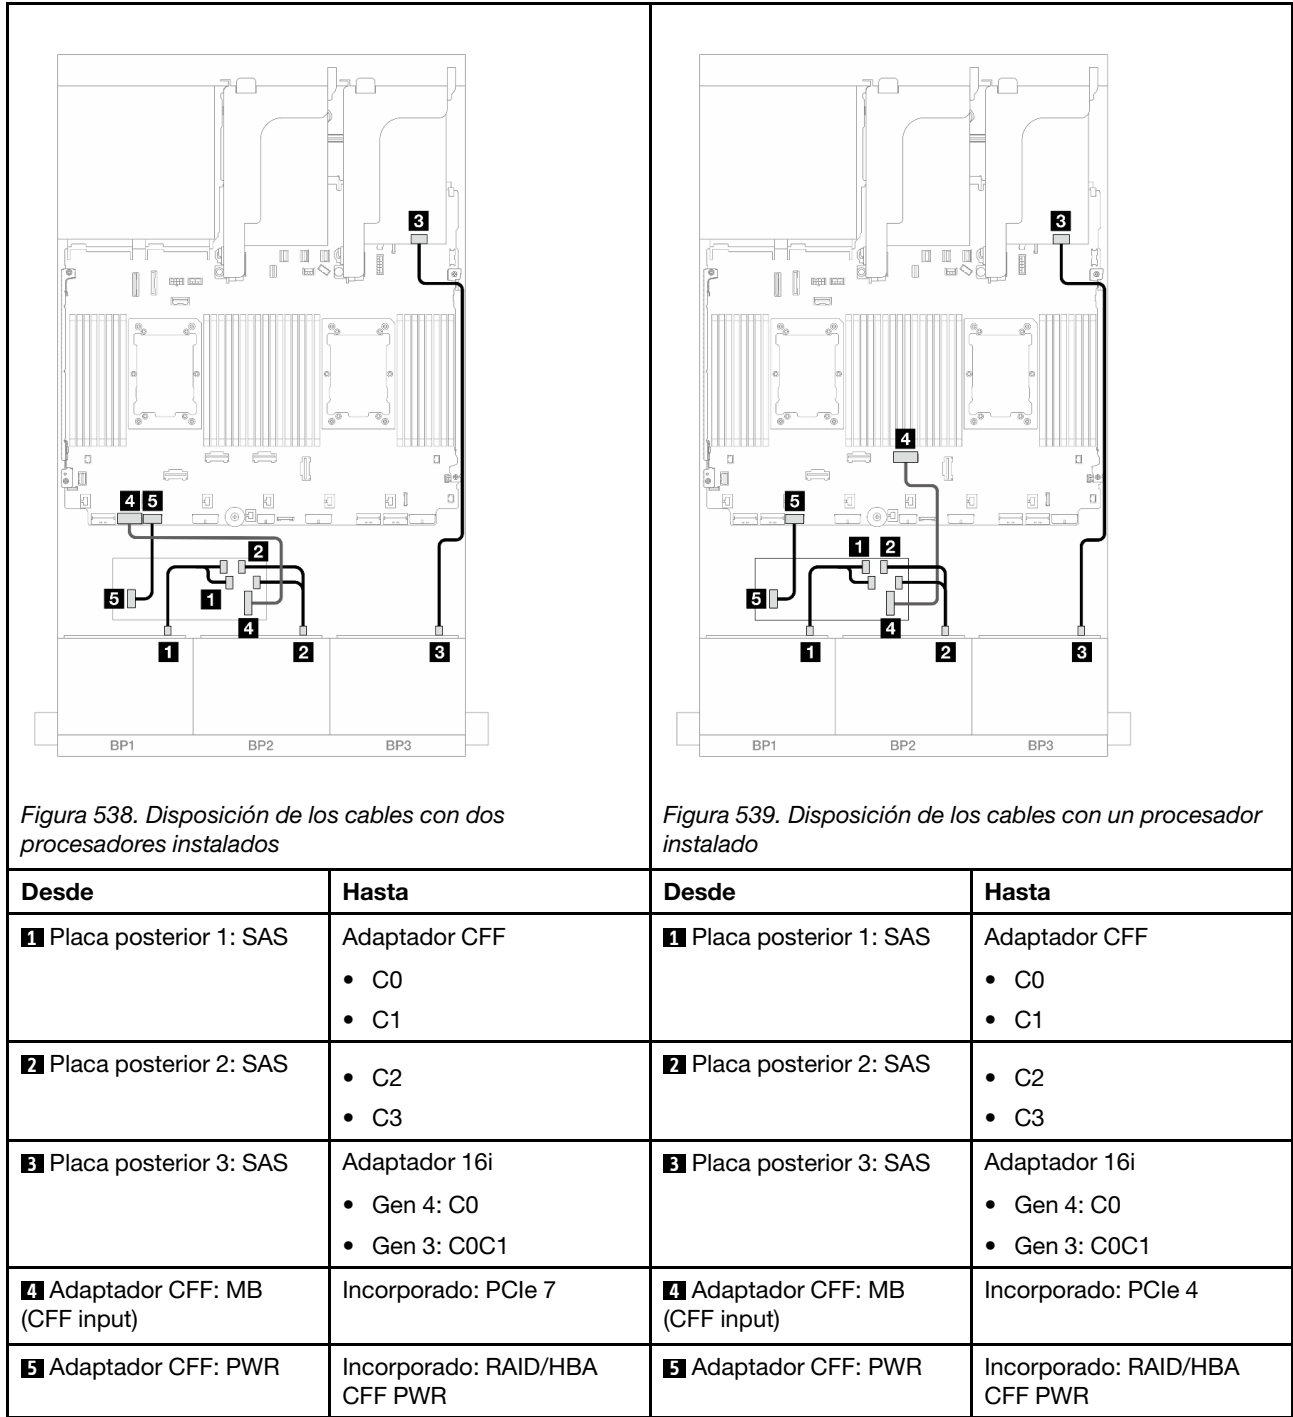 3
4
5
2
5
1
4
1
2
3
BP1
BP2
BP3
Figura 538. Disposición de los cables con dos
procesadores instalados
3
4
5
1
2
5
4
1
2
3
BP1
BP2
BP3
Figura 539. Disposición de los cables con un procesador
instalado
Desde
Hasta
Desde
Hasta
1 Placa posterior 1: SAS
Adaptador CFF
• C0
• C1
1 Placa posterior 1: SAS
Adaptador CFF
• C0
• C1
2 Placa posterior 2: SAS
• C2
• C3
2 Placa posterior 2: SAS
• C2
• C3
3 Placa posterior 3: SAS
Adaptador 16i
• Gen 4: C0
• Gen 3: C0C1
3 Placa posterior 3: SAS
Adaptador 16i
• Gen 4: C0
• Gen 3: C0C1
4 Adaptador CFF: MB
(CFF input)
Incorporado: PCIe 7
4 Adaptador CFF: MB
(CFF input)
Incorporado: PCIe 4
5 Adaptador CFF: PWR
Incorporado: RAID/HBA
CFF PWR
5 Adaptador CFF: PWR
Incorporado: RAID/HBA
CFF PWR